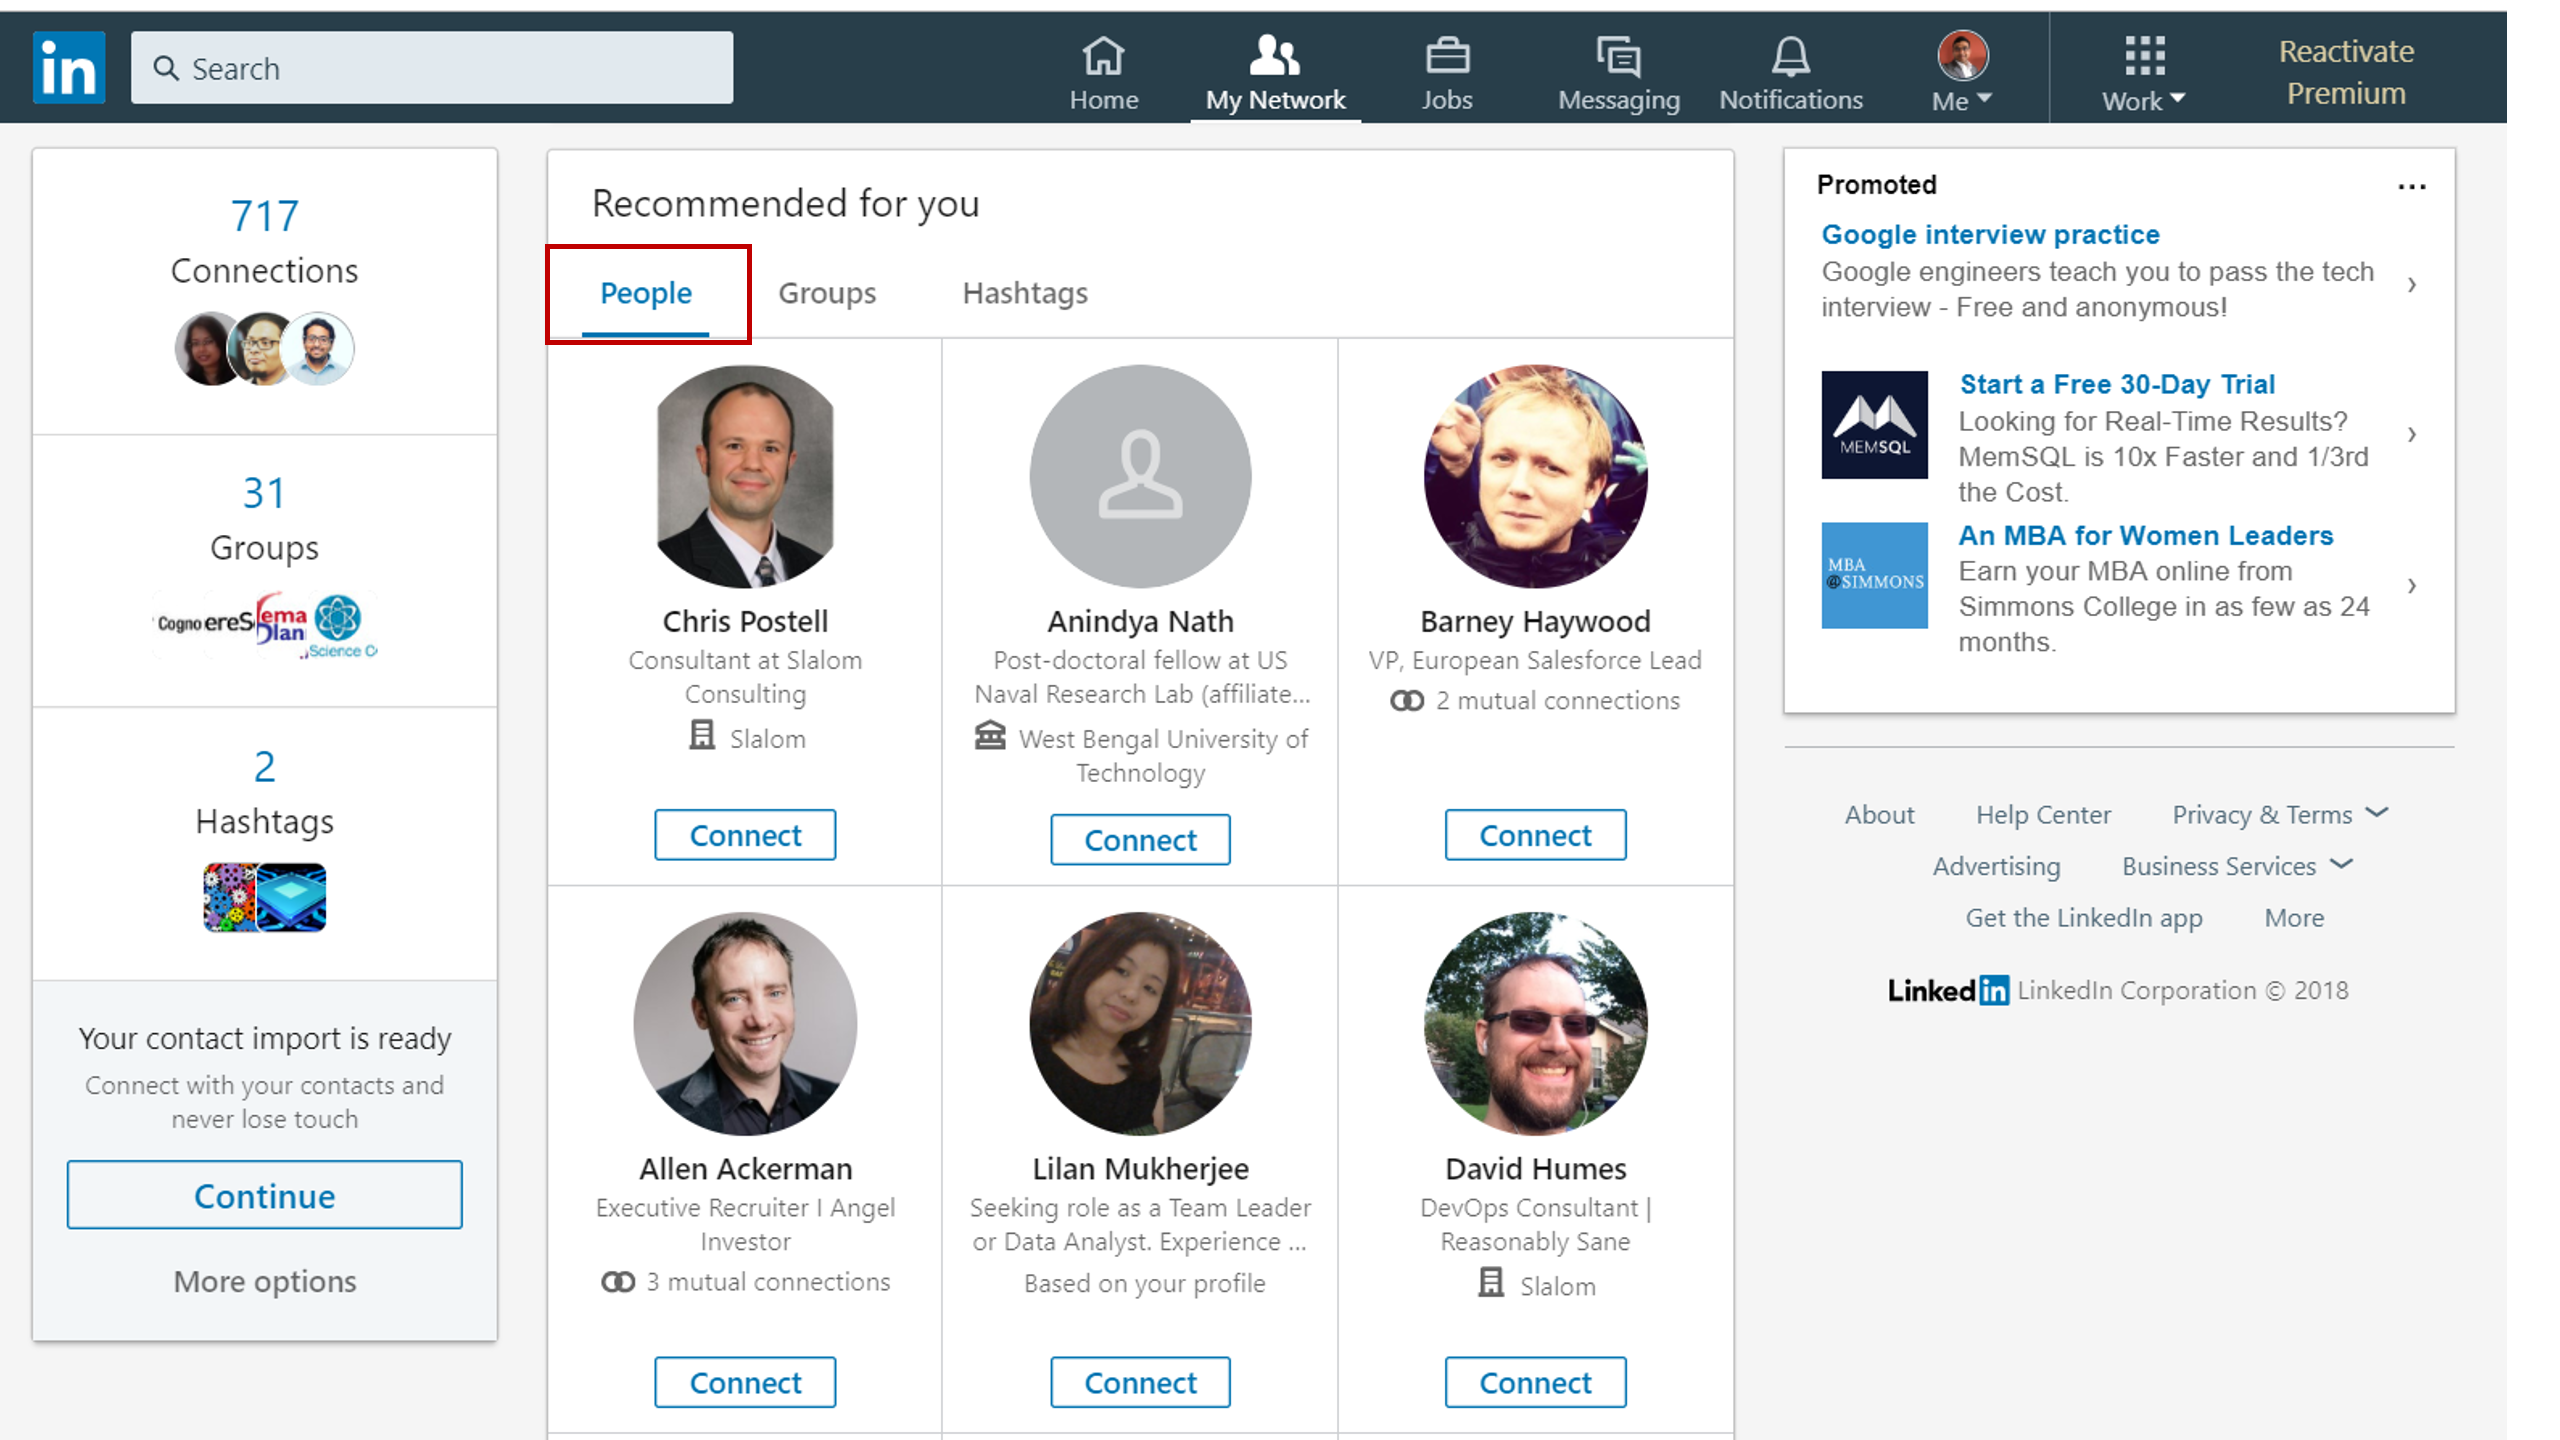 in
Search
Home
My Network
Jobs
Messaging
Notifications
Me
Work
Reactivate
Premium
717
Connections
31
Groups
Cogno
ereS
ema
Plan
Science C
2
Hashtags
Your contact import is ready
Connect with your contacts and
never lose touch
Continue
More options
Recommended for you
People
Groups
Hashtags
Chris Postell
Consultant at Slalom
Consulting
Slalom
Connect
Anindya Nath
Post-doctoral fellow at US
Naval Research Lab (affiliate...
West Bengal University of
Technology
Connect
Barney Haywood
VP, European Salesforce Lead
2 mutual connections
Connect
Allen Ackerman
Executive Recruiter I Angel
Investor
3 mutual connections
Connect
Lilan Mukherjee
Seeking role as a Team Leader
or Data Analyst. Experience ...
Based on your profile
Connect
David Humes
DevOps Consultant |
Reasonably Sane
Slalom
Connect
Promoted
...
Google interview practice
Google engineers teach you to pass the tech
interview - Free and anonymous!
MEMSQL
Start a Free 30-Day Trial
Looking for Real-Time Results?
MemSQL is 10x Faster and 1/3rd
the Cost.
MBA
@SIMMONS
An MBA for Women Leaders
Earn your MBA online from
Simmons College in as few as 24
months.
About
Help Center
Privacy & Terms
Advertising
Business Services
Get the LinkedIn app
More
Linkedin LinkedIn Corporation © 2018